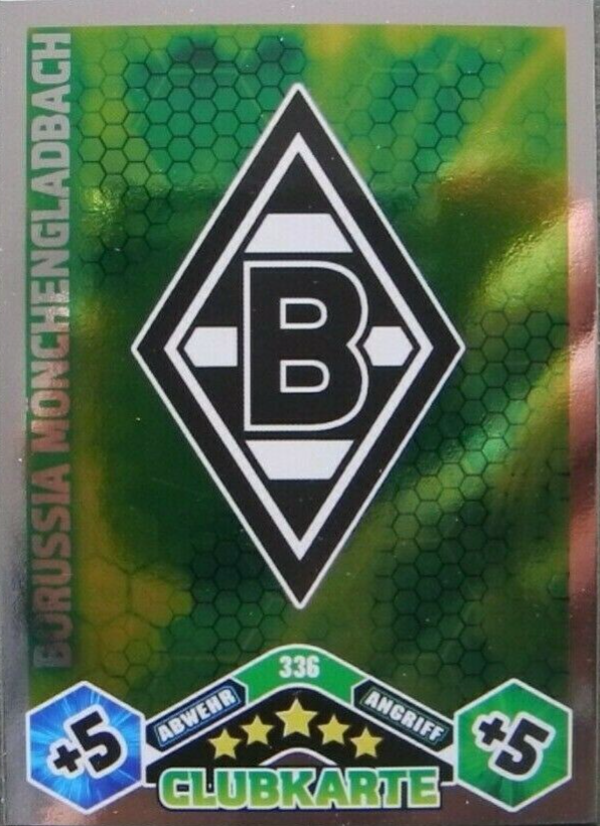 BORUSSIA MÖNCHENGLADBACH
B
336
ABWEHR
ANGRIFF
+5
+5
CLUBKARTE